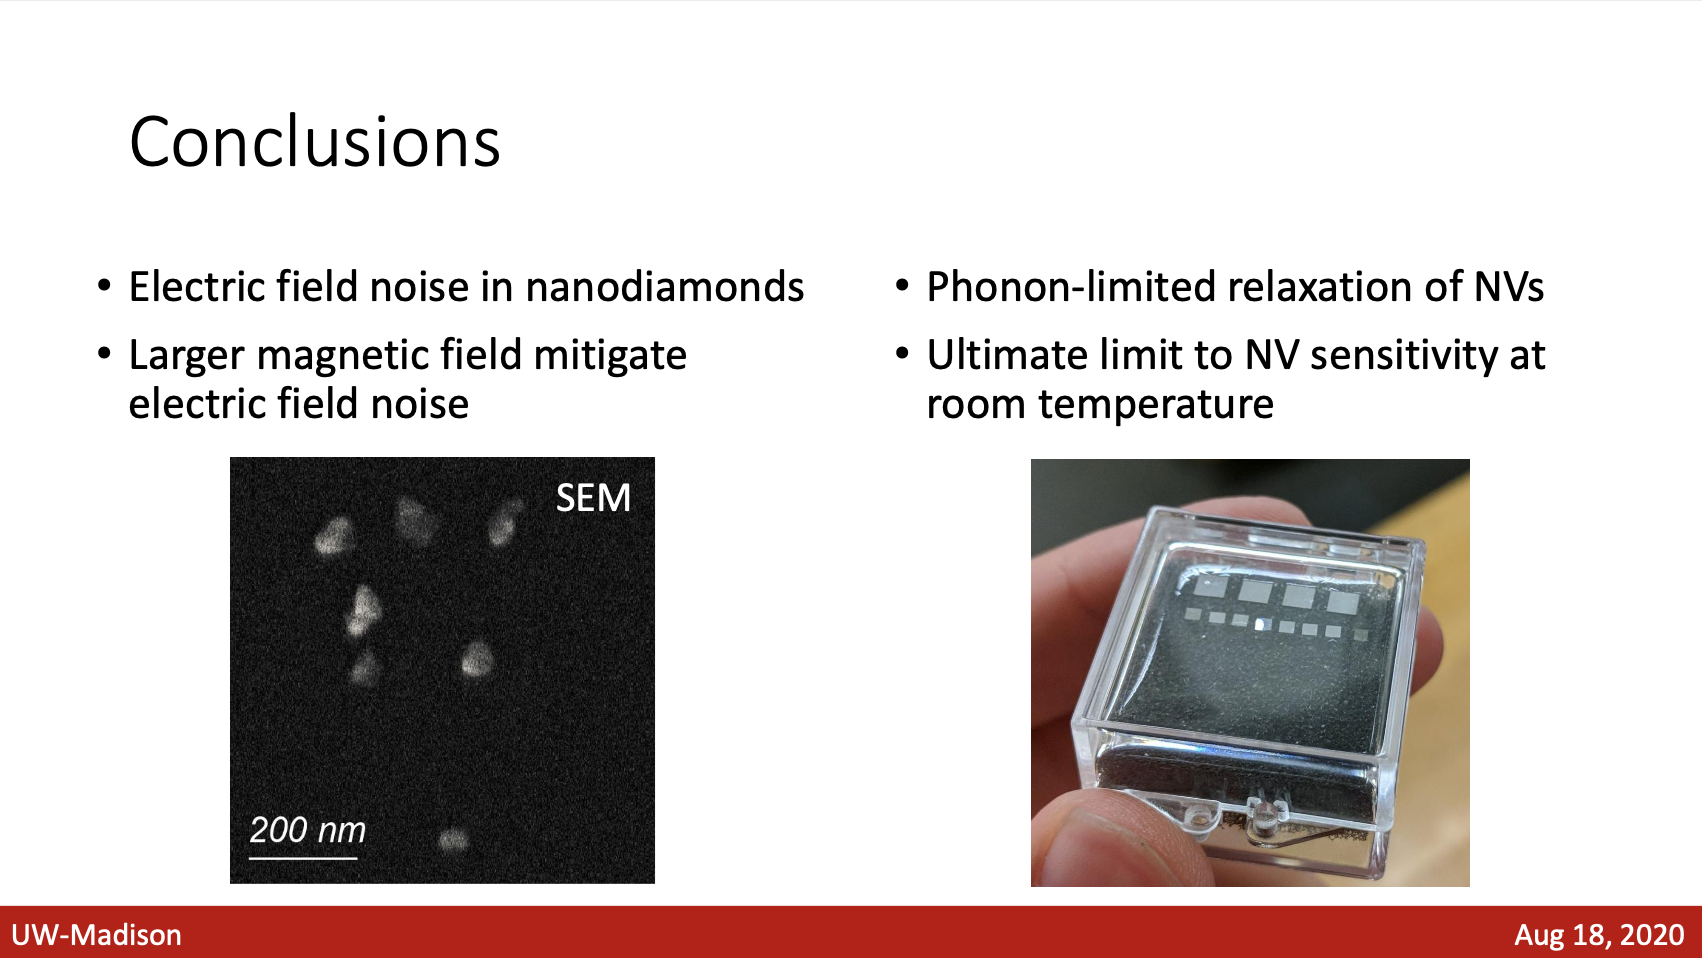 Conclusions
• Electric field noise in nanodiamonds
• Larger magnetic field mitigate
electric field noise
• Phonon-limited relaxation of NVs
• Ultimate limit to NV sensitivity at
room temperature
SEM
200 nm
UW-Madison
Aug 18, 2020